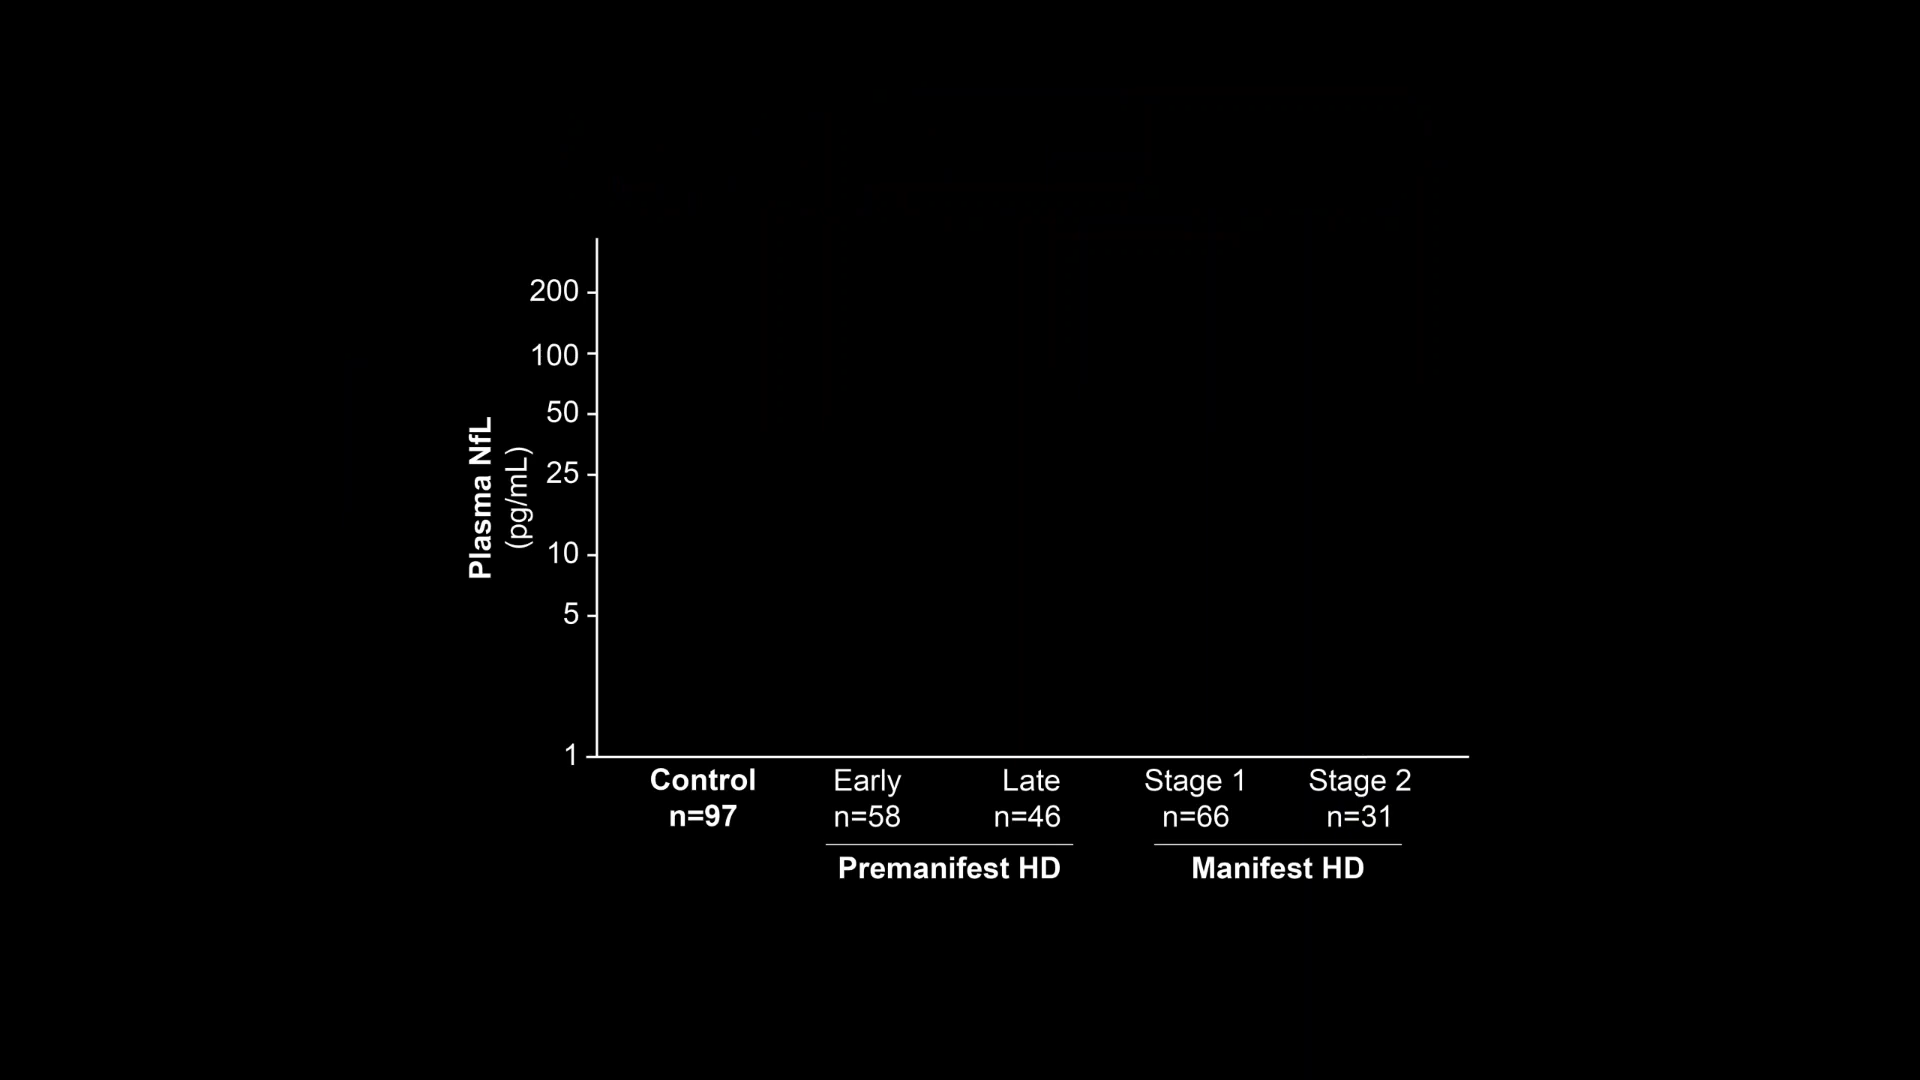 200
100
50
25
10
5
1
Plasma NfL
(pg/mL)
Control
n=97
Early
n=58
Late
n=46
Premanifest HD
Stage 1
n=66
Stage 2
n=31
Manifest HD